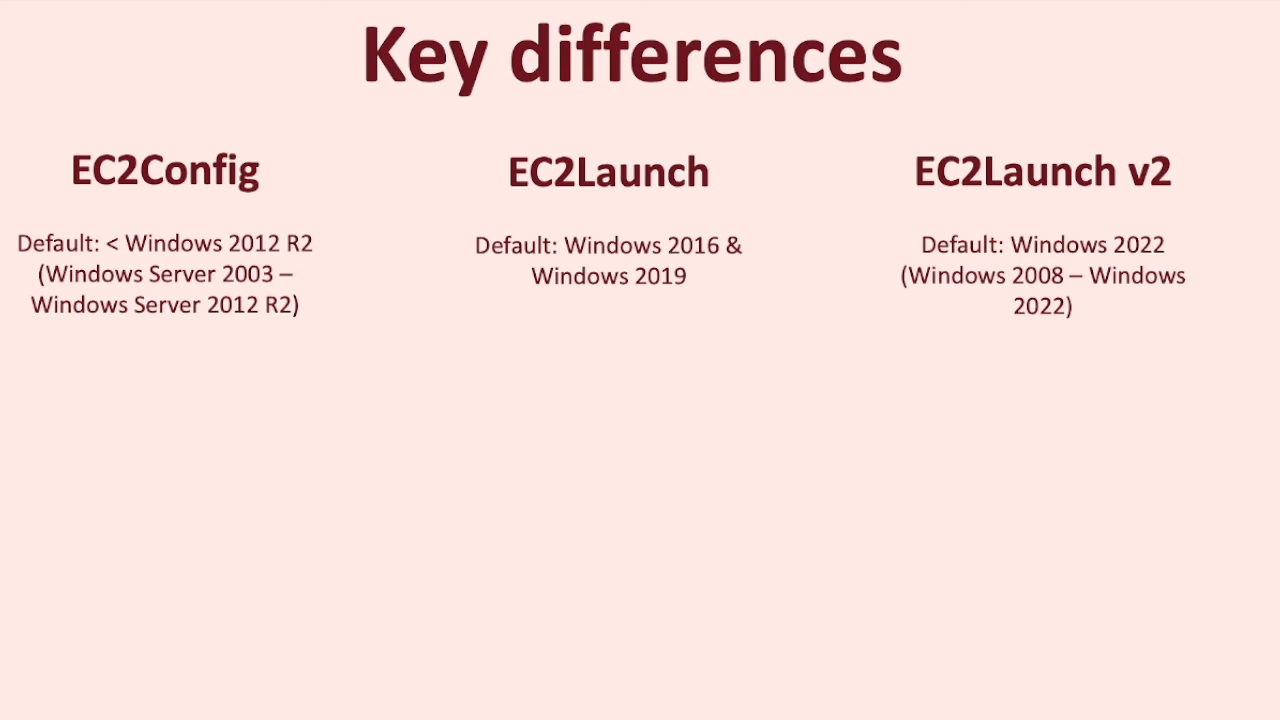 Key differences
EC2Config
Default: < Windows 2012 R2
(Windows Server 2003 –
Windows Server 2012 R2)
EC2Launch
Default: Windows 2016 &
Windows 2019
EC2Launch v2
Default: Windows 2022
(Windows 2008 – Windows
2022)